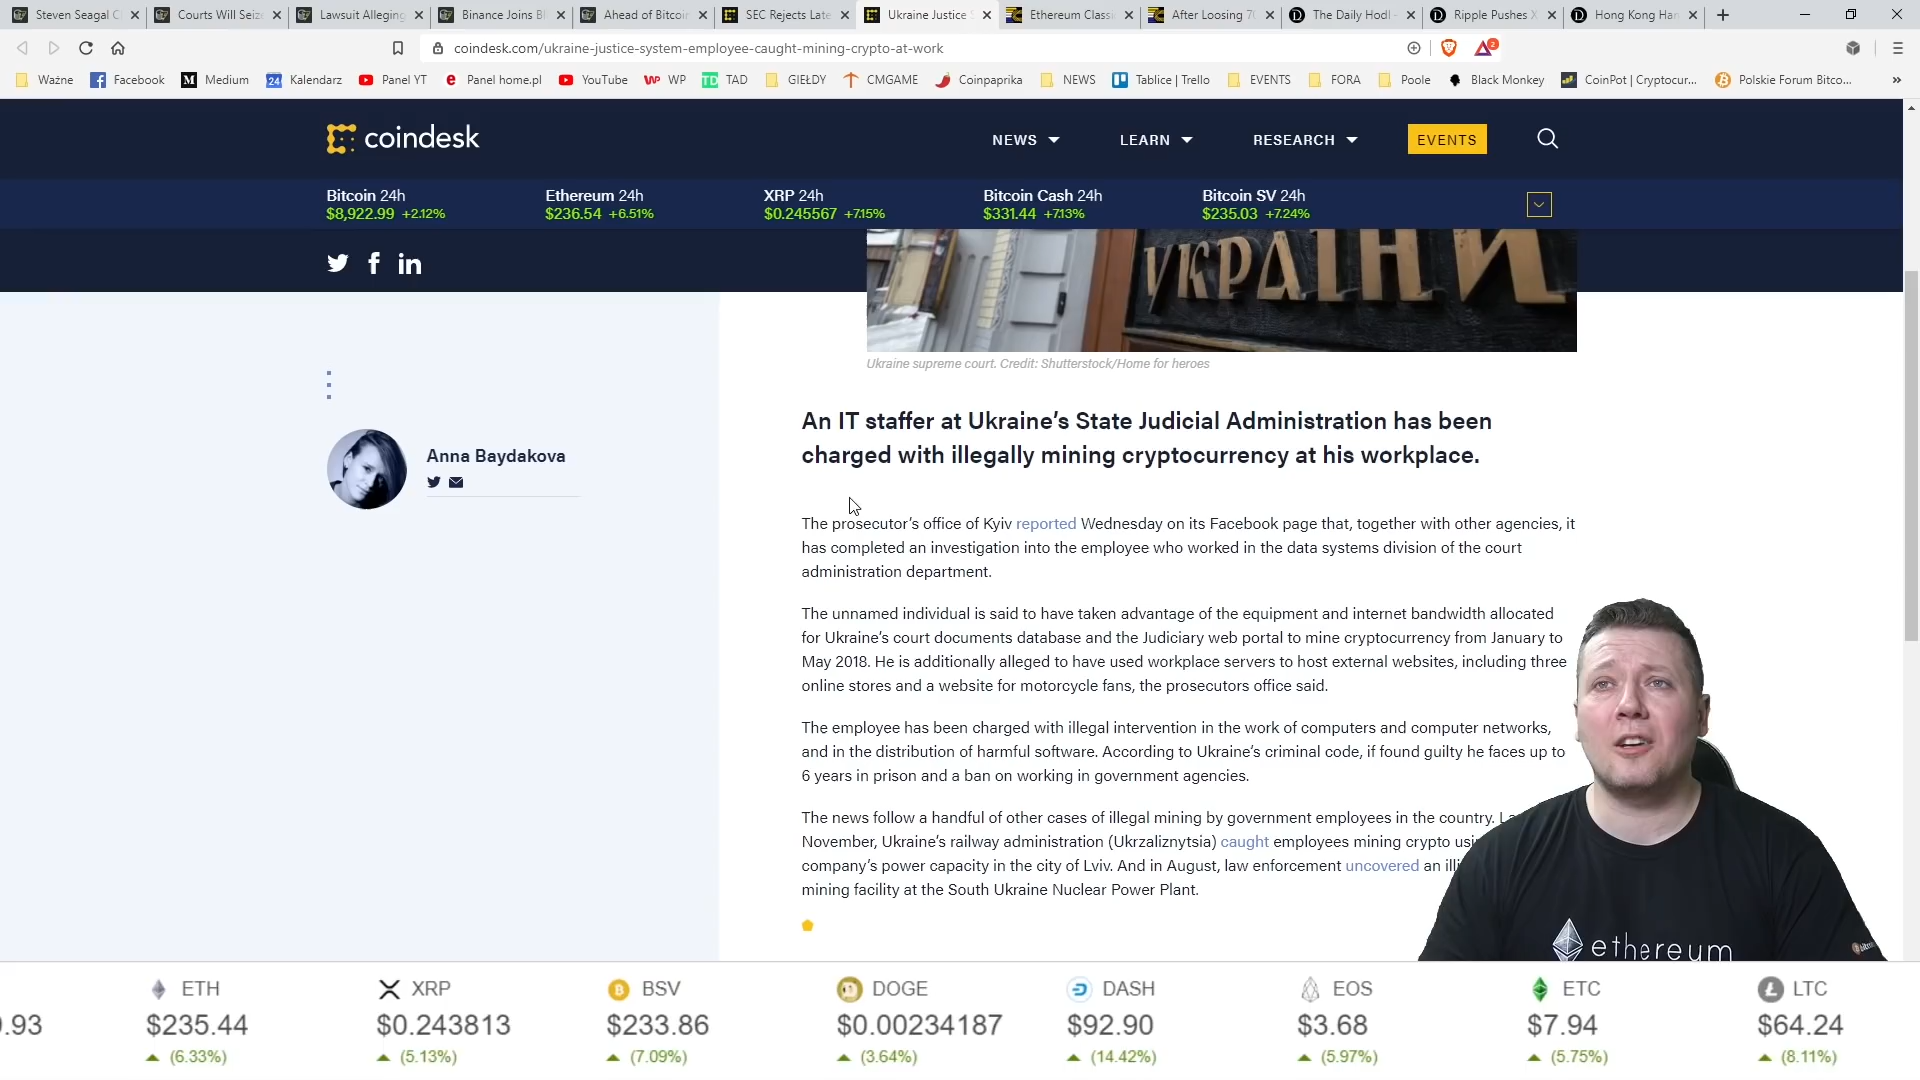 Steven Seagal C
Courts Will Seiz
Lawsuit Alleging
Binance Joins Bl
Ahead of Bitcoin
SEC Rejects Late
Ukraine Justice S
Ethereum Classi
After Loosing 70
The Daily Hodl -
Ripple Pushes X
Hong Kong Han
coindesk.com/ukraine-justice-system-employee-caught-mining-crypto-at-work
2
Ważne
Facebook
Medium
24
Kalendarz
Panel YT
Panel home.pl
YouTube
WP
TAD
GIEŁDY
CMGAME
Coinpaprika
NEWS
Tablice | Trello
EVENTS
FORA
Poole
Black Monkey
CoinPot | Cryptocur...
Polskie Forum Bitco...
coindesk
NEWS
LEARN
RESEARCH
EVENTS
Bitcoin 24h
$8,922.99 +2.12%
Ethereum 24h
$236.54 +6.51%
XRP 24h
$0.245567 +7.15%
Bitcoin Cash 24h
$331.44 +7.13%
Bitcoin SV 24h
$235.03 +7.24%
УКРАЇНИ
Ukraine supreme court. Credit: Shutterstock/Home for heroes
Anna Baydakova
An IT staffer at Ukraine's State Judicial Administration has been
charged with illegally mining cryptocurrency at his workplace.
The prosecutor's office of Kyiv reported Wednesday on its Facebook page that, together with other agencies, it
has completed an investigation into the employee who worked in the data systems division of the court
administration department.
The unnamed individual is said to have taken advantage of the equipment and internet bandwidth allocated
for Ukraine's court documents database and the Judiciary web portal to mine cryptocurrency from January to
May 2018. He is additionally alleged to have used workplace servers to host external websites, including three
online stores and a website for motorcycle fans, the prosecutors office said.
The employee has been charged with illegal intervention in the work of computers and computer networks,
and in the distribution of harmful software. According to Ukraine's criminal code, if found guilty he faces up to
6 years in prison and a ban on working in government agencies.
The news follow a handful of other cases of illegal mining by government employees in the country.
November, Ukraine's railway administration (Ukrzaliznytsia) caught employees mining crypto
company's power capacity in the city of Lviv. And in August, law enforcement uncovered an
mining facility at the South Ukraine Nuclear Power Plant.
ethereum
.93
ETH
$235.44
(6.33%)
XRP
$0.243813
(5.13%)
BSV
$233.86
(7.09%)
DOGE
$0.00234187
(3.64%)
DASH
$92.90
(14.42%)
EOS
$3.68
(5.97%)
ETC
$7.94
(5.75%)
LTC
$64.24
(8.11%)